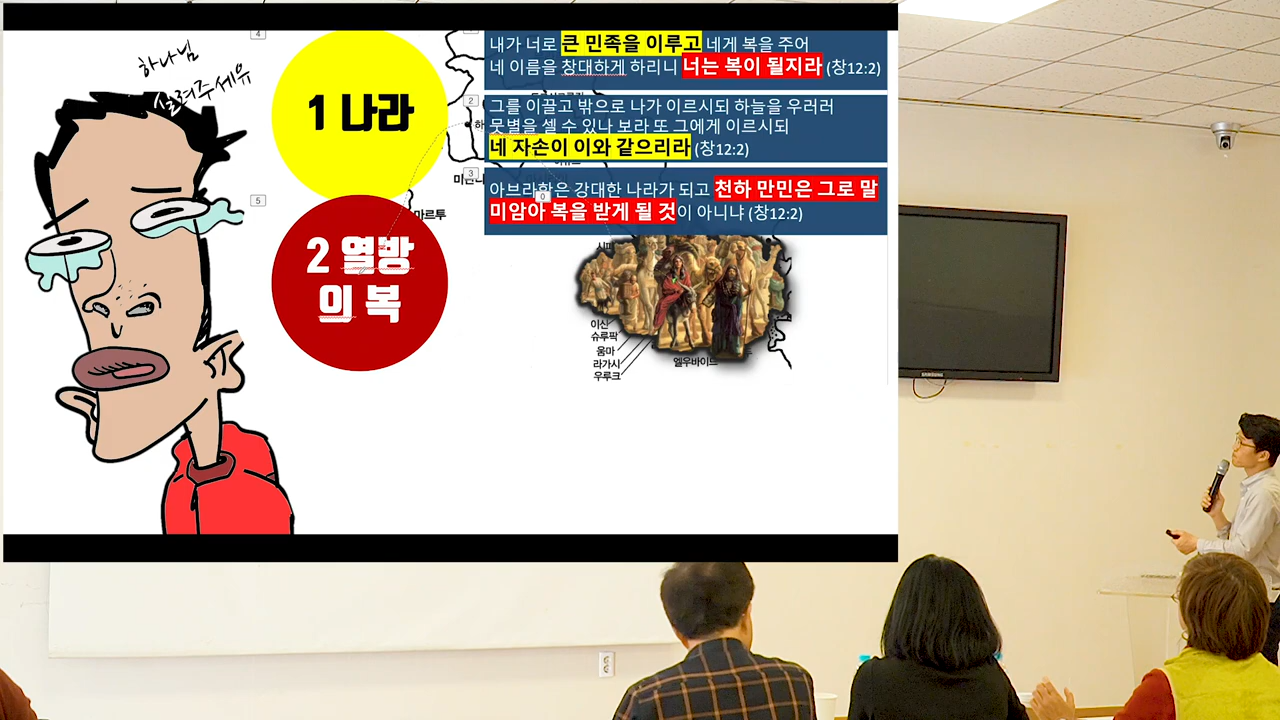 하나님
살려주세유
4
1 나라
5
2 열방
의 복
내가 너로 큰 민족을 이루고 네게 복을 주어
네 이름을 창대하게 하리니 너는 복이 될지라 (창12:2)
2
그를 이끌고 밖으로 나가 이르시되 하늘을 우러러
뭇별을 셀 수 있나 보라 또 그에게 이르시되
네 자손이 이와 같으리라 (창12:2)
3
아브라함은 강대한 나라가 되고 천하 만민은 그로 말
미암아 복을 받게 될 것이 아니냐 (창12:2)
0
마르투
이신
슈루팍
움마
라가시
우루크
엘우바이드
SAMSUNG